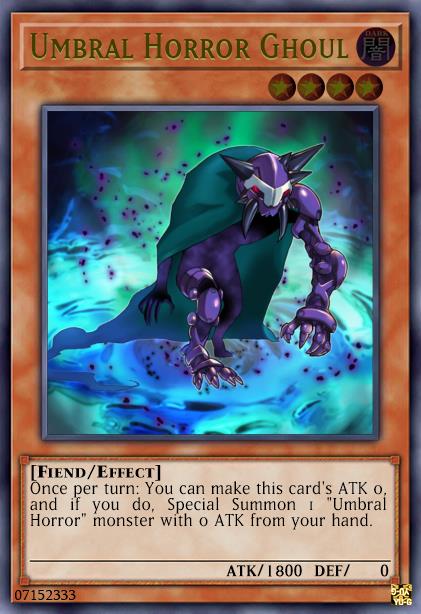 UMBRAL HORROR GHOUL
DARK
闇
[FIEND/EFFECT]
Once per turn: You can make this card's ATK 0,
and if you do, Special Summon 1 "Umbral
Horror" monster with 0 ATK from your hand.
ATK/1800 DEF/ 0
07152333